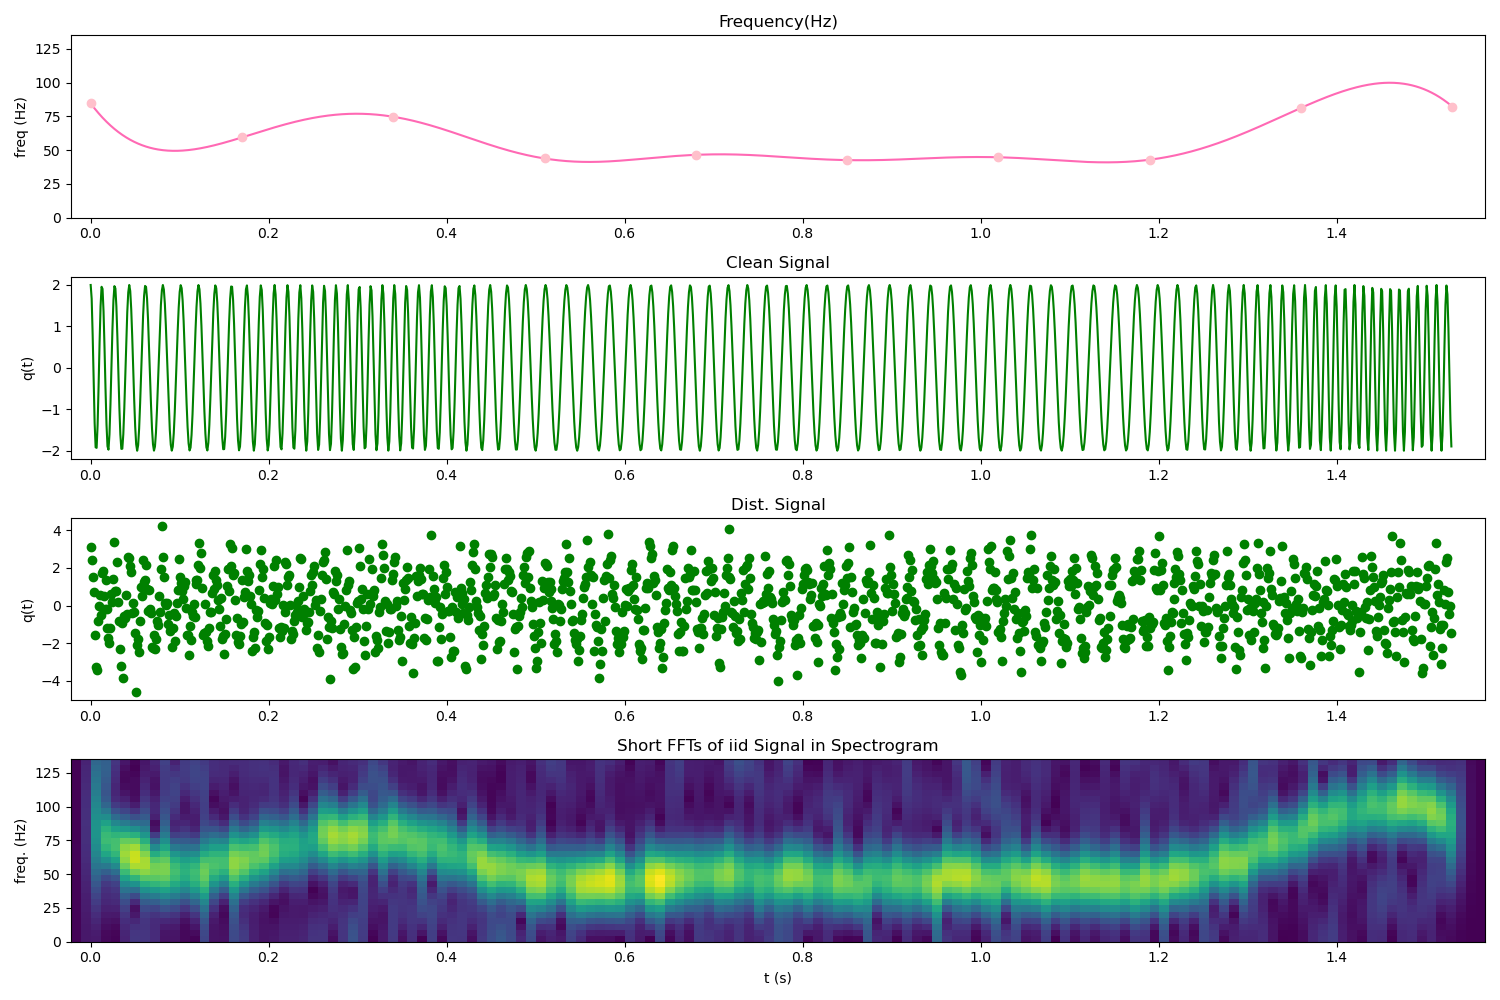 Frequency(Hz)
freq (Hz)
125
100
75
50
25
0
0.0 0.2 0.4 0.6 0.8 1.0 1.2 1.4
Clean Signal
q(t)
2
1
0
−1
−2
0.0 0.2 0.4 0.6 0.8 1.0 1.2 1.4
Dist. Signal
q(t)
4
2
0
−2
−4
0.0 0.2 0.4 0.6 0.8 1.0 1.2 1.4
Short FFTs of iid Signal in Spectrogram
freq. (Hz)
125
100
75
50
25
0
0.0 0.2 0.4 0.6 0.8 1.0 1.2 1.4
t (s)